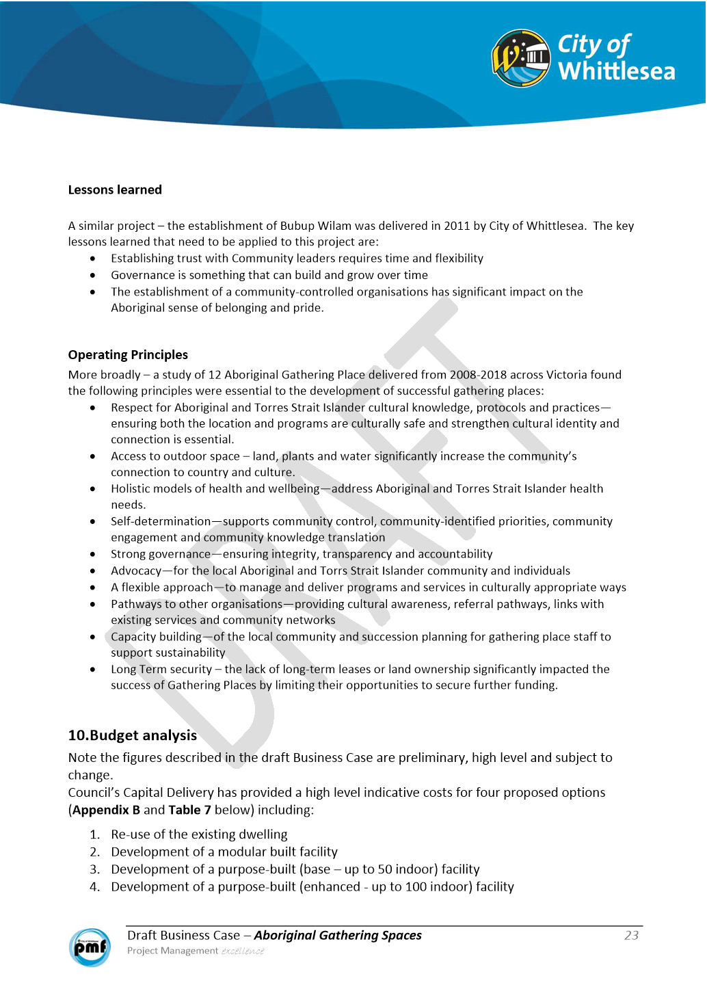 City of
Whittlesea
Lessons learned
A similar project – the establishment of Bubup Wilam was delivered in 2011 by City of Whittlesea.  The key
lessons learned that need to be applied to this project are:
• Establishing trust with Community leaders requires time and flexibility
• Governance is something that can build and grow over time
• The establishment of a community-controlled organisations has significant impact on the
Aboriginal sense of belonging and pride.
Operating Principles
More broadly – a study of 12 Aboriginal Gathering Place delivered from 2008-2018 across Victoria found
the following principles were essential to the development of successful gathering places:
• Respect for Aboriginal and Torres Strait Islander cultural knowledge, protocols and practices—
ensuring both the location and programs are culturally safe and strengthen cultural identity and
connection is essential.
• Access to outdoor space – land, plants and water significantly increase the community's
connection to country and culture.
• Holistic models of health and wellbeing—address Aboriginal and Torres Strait Islander health
needs.
• Self-determination—supports community control, community-identified priorities, community
engagement and community knowledge translation
• Strong governance—ensuring integrity, transparency and accountability
• Advocacy—for the local Aboriginal and Torrs Strait Islander community and individuals
• A flexible approach—to manage and deliver programs and services in culturally appropriate ways
• Pathways to other organisations—providing cultural awareness, referral pathways, links with
existing services and community networks
• Capacity building—of the local community and succession planning for gathering place staff to
support sustainability
• Long Term security – the lack of long-term leases or land ownership significantly impacted the
success of Gathering Places by limiting their opportunities to secure further funding.
DRAFT
10.Budget analysis
Note the figures described in the draft Business Case are preliminary, high level and subject to
change.
Council's Capital Delivery has provided a high level indicative costs for four proposed options
(Appendix B and Table 7 below) including:
1. Re-use of the existing dwelling
2. Development of a modular built facility
3. Development of a purpose-built (base – up to 50 indoor) facility
4. Development of a purpose-built (enhanced - up to 100 indoor) facility
pmf
Draft Business Case – Aboriginal Gathering Spaces 23
Project Management excellence